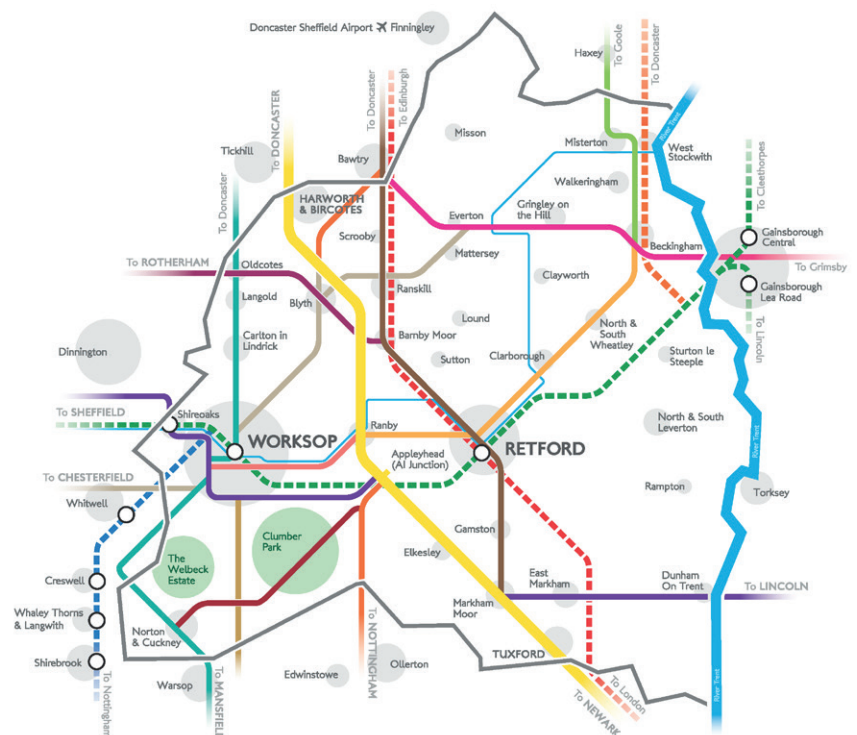 Doncaster Sheffield Airport ✈ Finningley
Haxey
To Goole
To Doncaster
To DONCASTER
To Doncaster
To Edinburgh
River Trent
Misson
Misterton
West
Stockwith
Tickhill
Bawtry
To Doncaster
Walkeringham
To Cleethorpes
HARWORTH
& BIRCOTES
Everton
Gringley on
the Hill
Gainsborough
Central
Scrooby
Beckingham
Mattersey
To ROTHERHAM
Oldcotes
To Grimsby
Langold
Blyth
Ranskill
Clayworth
Gainsborough
Lea Road
Lound
Carlton in
Lindrick
Barnby Moor
North &
South
Wheatley
To Lincoln
Dinnington
Sutton
Clarborough
Sturton le
Steeple
To SHEFFIELD
Shireoaks
WORKSOP
Ranby
RETFORD
North & South
Leverton
River Trent
Appleyhead
(AI Junction)
To CHESTERFIELD
Whitwell
Rampton
Torksey
Clumber
Park
Gamston
The
Welbeck
Estate
Elkesley
Creswell
East
Markham
Dunham
On Trent
To LINCOLN
Whaley Thorns
& Langwith
Norton
& Cuckney
Markham
Moor
To NOTTINGHAM
Shirebrook
TUXFORD
To Nottingham
Warsop
To MANSFIELD
Edwinstowe
Ollerton
To London
To NEWARK
River Trent